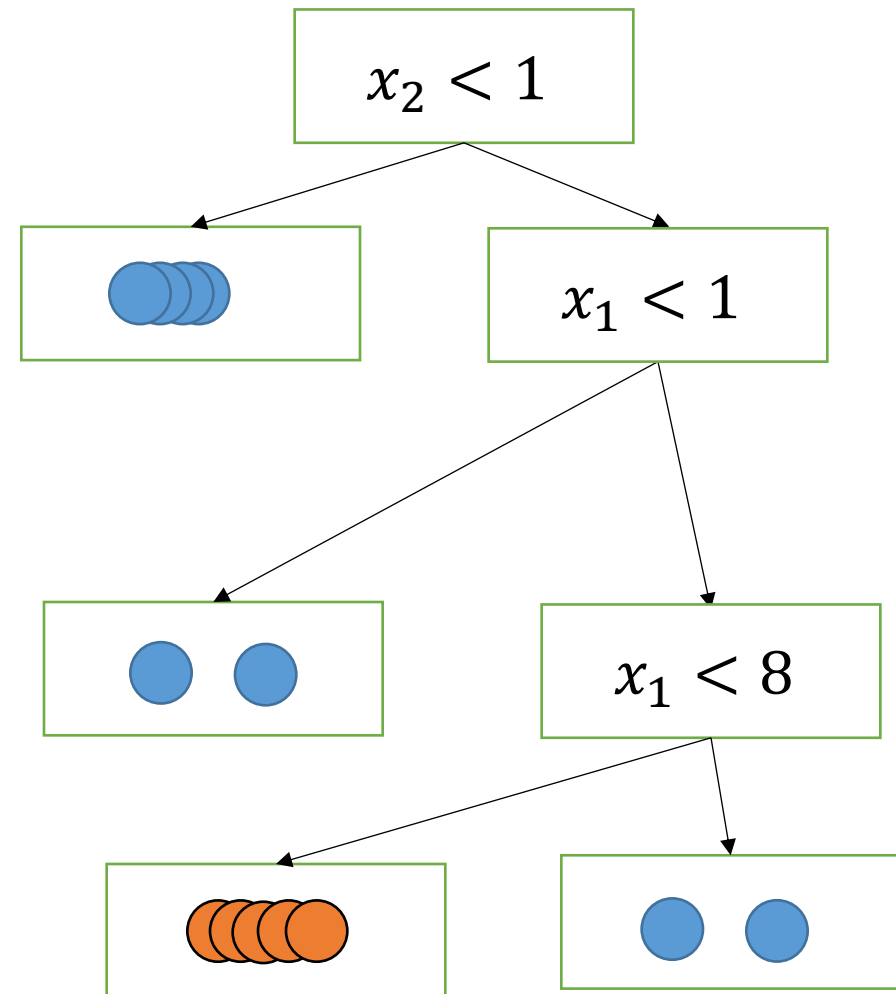 x₂ < 1
x₁ < 1
x₁ < 8